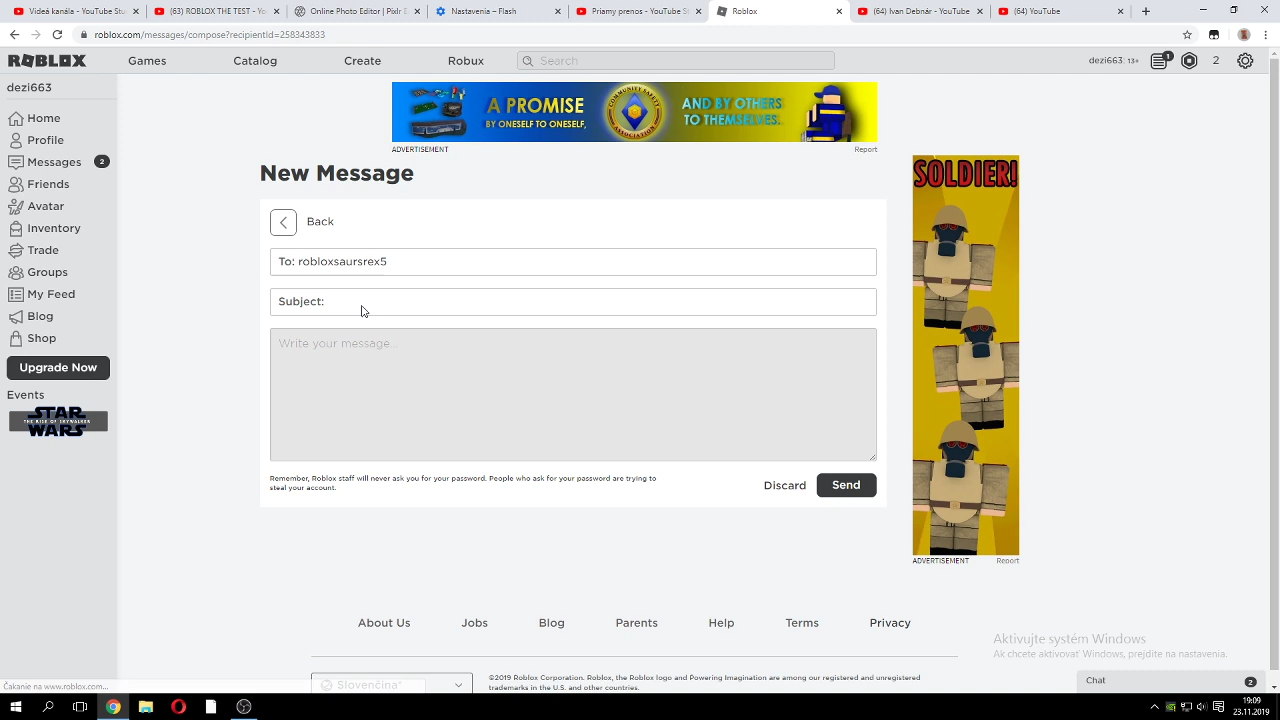 Videá kanála - YouTube Stu
(63) ROBLOX THE TEST - Yo
Online Photo Editor | Pixlr E
Nastavenia – Flash
Priamy prenos - YouTube St
Roblox
(64) Ivan Debnár - YouTube
(64) YouTube
roblox.com/messages/compose?recipientId=258343833
ROBLOX
Games
Catalog
Create
Robux
Search
dezi663: 13+
1
2
dezi663
Home
Profile
Messages
2
Friends
Avatar
Inventory
Trade
Groups
My Feed
Blog
Shop
Upgrade Now
Events
STAR
THE RISE OF SKYWALKER
WARS
A PROMISE
BY ONESELF TO ONESELF,
COMMUNITY SAFETY
ASSOCIATION
AND BY OTHERS
TO THEMSELVES.
ADVERTISEMENT
Report
New Message
Back
To: robloxsaursrex5
Subject:
Write your message...
Remember, Roblox staff will never ask you for your password. People who ask for your password are trying to
steal your account.
Discard
Send
SOLDIER!
ADVERTISEMENT
Report
About Us
Jobs
Blog
Parents
Help
Terms
Privacy
Slovenčina*
©2019 Roblox Corporation. Roblox, the Roblox logo and Powering Imagination are among our registered and unregistered
trademarks in the U.S. and other countries.
Aktivujte systém Windows
Ak chcete aktivovať Windows, prejdite na nastavenia.
Chat
2
Čakanie na www.roblox.com...
19:09
23.11.2019